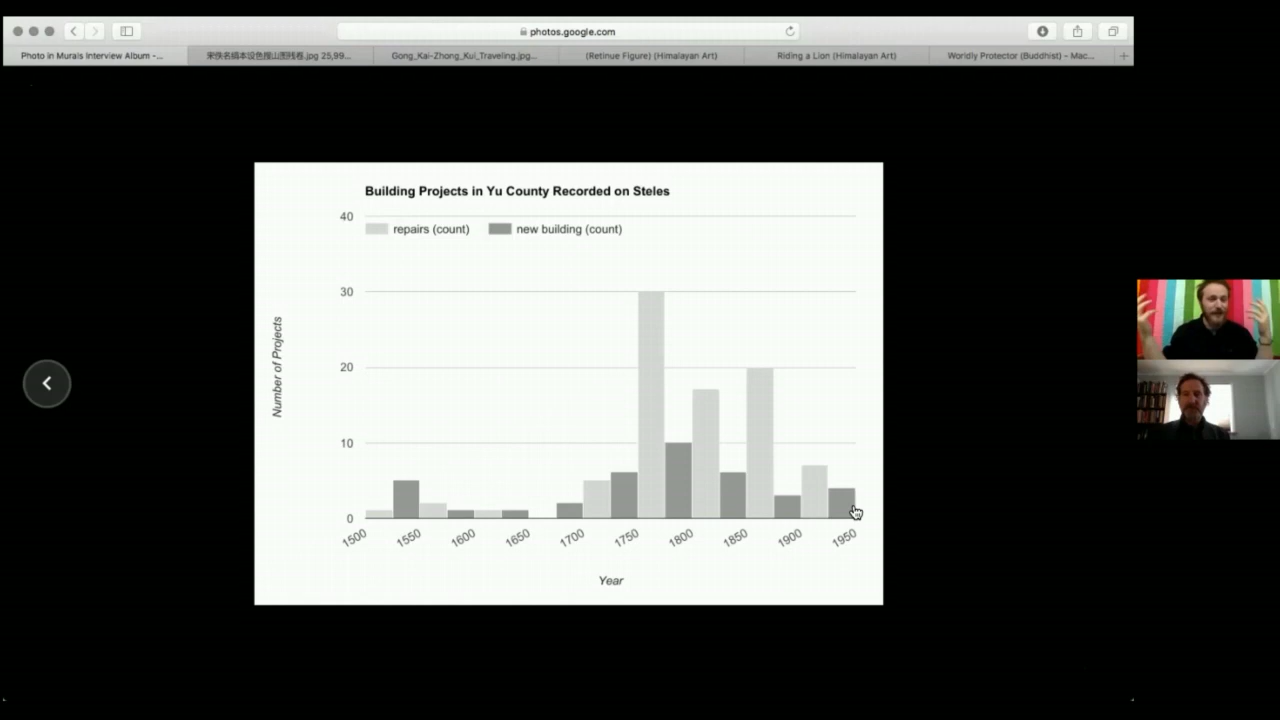 photos.google.com
Photo in Murals Interview Album -...
宋佚名绢本设色搜山图残卷.jpg 25,99...
Gong_Kai-Zhong_Kui_Traveling.jpg...
(Retinue Figure) (Himalayan Art)
Riding a Lion (Himalayan Art)
Worldly Protector (Buddhist) - Mac...
Building Projects in Yu County Recorded on Steles
repairs (count)
new building (count)
Number of Projects
40
30
20
10
0
1500
1550
1600
1650
1700
1750
1800
1850
1900
1950
Year